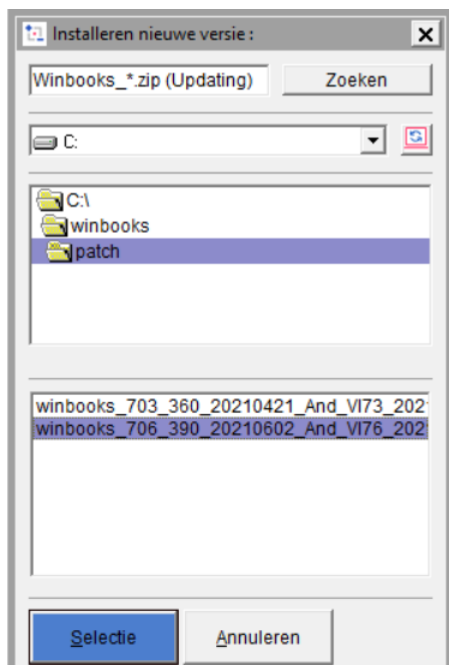 Installeren nieuwe versie :
Winbooks_*.zip (Updating) Zoeken
C:
C:\
winbooks
patch
winbooks_703_360_20210421_And_VI73_202
winbooks_706_390_20210602_And_VI76_202
Selectie Annuleren